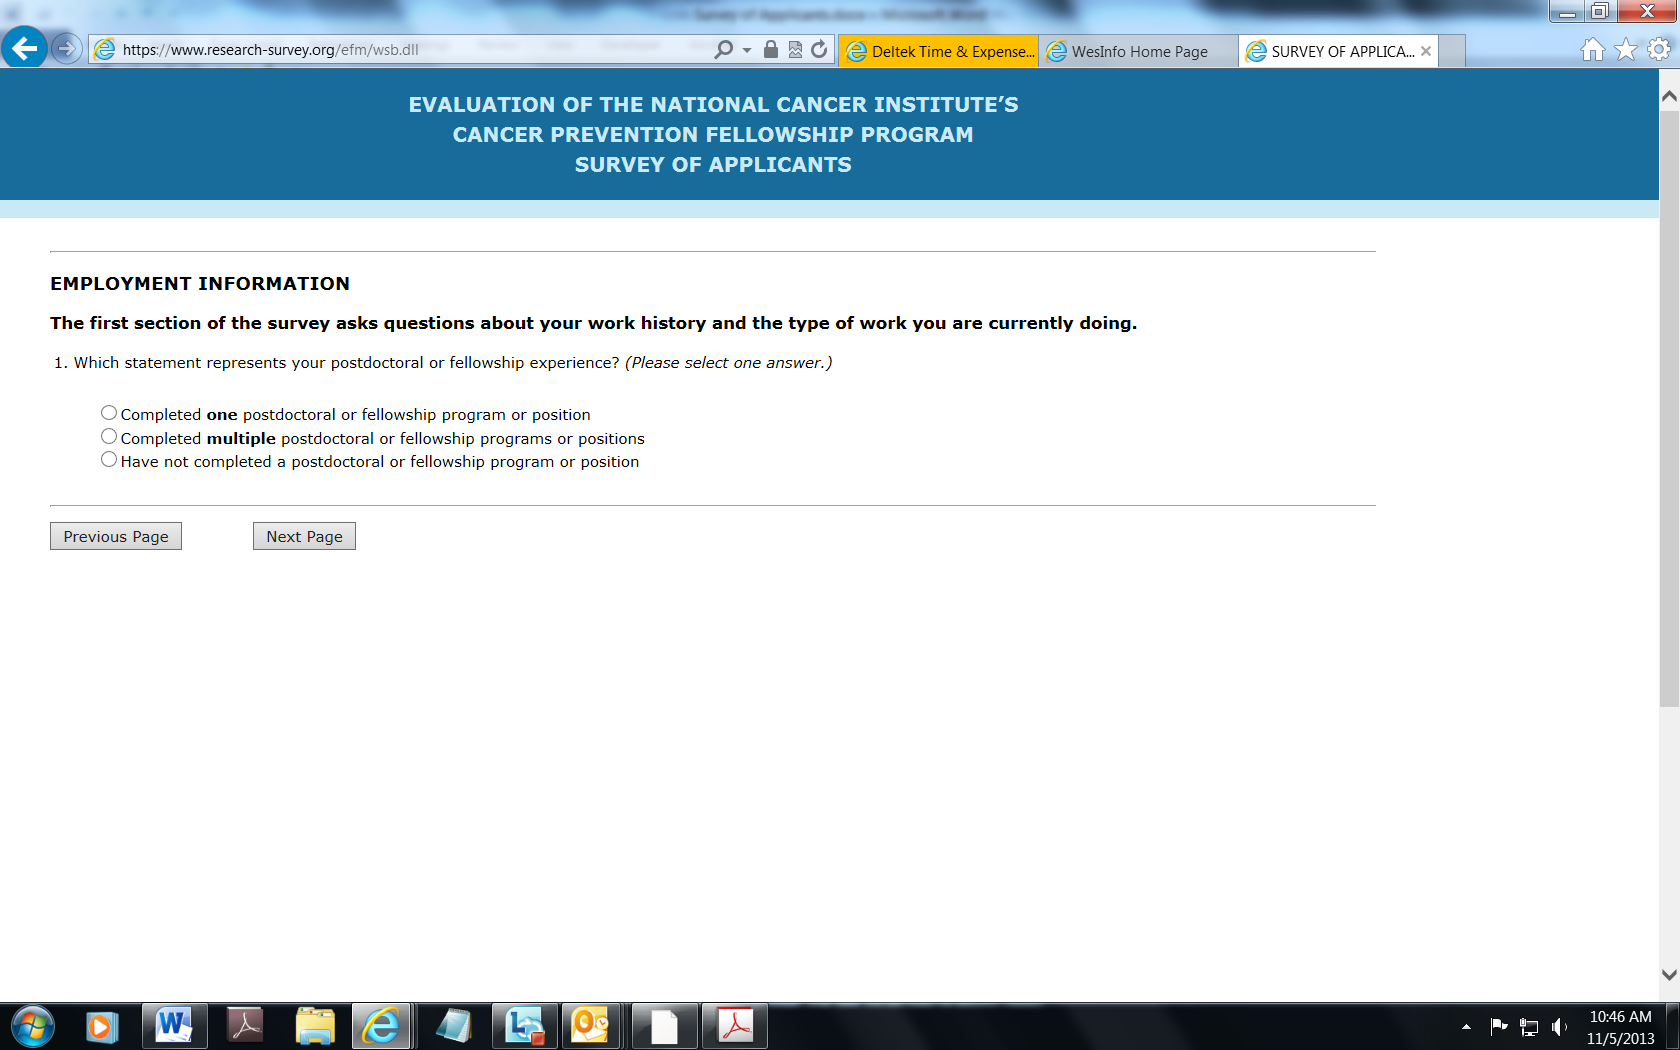 https://www.research-survey.org/efm/wsb.dll
Deltek Time & Expense...
WesInfo Home Page
SURVEY OF APPLICA...
EVALUATION OF THE NATIONAL CANCER INSTITUTE’S
CANCER PREVENTION FELLOWSHIP PROGRAM
SURVEY OF APPLICANTS
EMPLOYMENT INFORMATION
The first section of the survey asks questions about your work history and the type of work you are currently doing.
1. Which statement represents your postdoctoral or fellowship experience? (Please select one answer.)
Completed one postdoctoral or fellowship program or position
Completed multiple postdoctoral or fellowship programs or positions
Have not completed a postdoctoral or fellowship program or position
Previous Page
Next Page
10:46 AM
11/5/2013